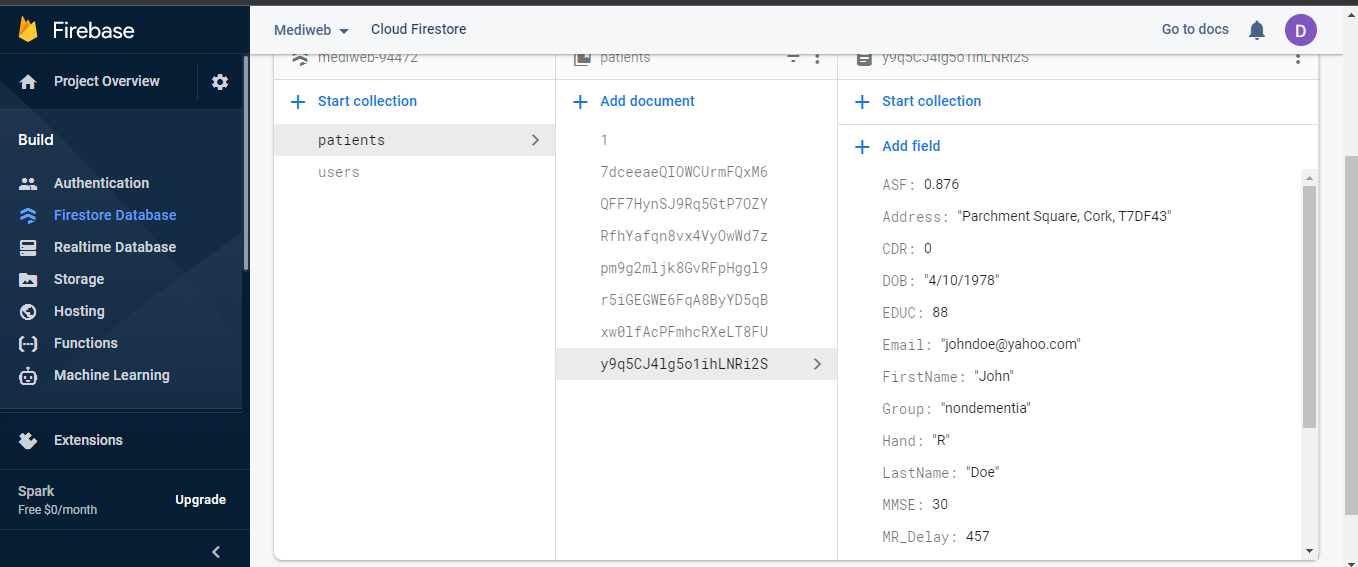 Firebase
Mediweb
Cloud Firestore
Go to docs
D
Project Overview
Build
Authentication
Firestore Database
Realtime Database
Storage
Hosting
Functions
Machine Learning
Extensions
Spark
Free $0/month
Upgrade
mediweb-94472
Start collection
patients
users
patients
Add document
1
7dceeaeQIOWCUrmFQxM6
QFF7HynSJ9Rq5GtP7OZY
RfhYafqn8vx4VyOwWd7z
pm9g2mljk8GvRFpHggl9
r5iGEGWE6FqA8ByYD5qB
xw0lfAcPFmhcRXeLT8FU
y9q5CJ4lg5o1ihLNRi2S
y9q5CJ4lg5o1ihLNRi2S
Start collection
Add field
ASF: 0.876
Address: "Parchment Square, Cork, T7DF43"
CDR: 0
DOB: "4/10/1978"
EDUC: 88
Email: "johndoe@yahoo.com"
FirstName: "John"
Group: "nondementia"
Hand: "R"
LastName: "Doe"
MMSE: 30
MR_Delay: 457